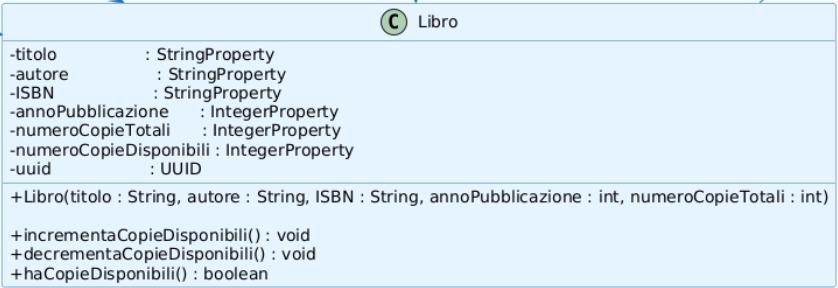 C Libro
-titolo : StringProperty
-autore : StringProperty
-ISBN : StringProperty
-annoPubblicazione : IntegerProperty
-numeroCopieTotali : IntegerProperty
-numeroCopieDisponibili : IntegerProperty
-uuid : UUID
+Libro(titolo : String, autore : String, ISBN : String, annoPubblicazione : int, numeroCopieTotali : int)
+incrementaCopieDisponibili() : void
+decrementaCopieDisponibili() : void
+haCopieDisponibili() : boolean